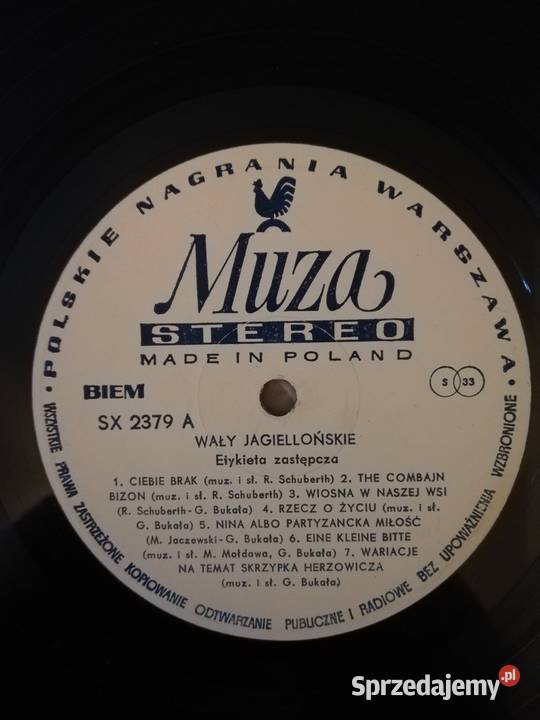 • POLSKIE NAGRANIA WARSZAWA •
Muza
STEREO
MADE IN POLAND
BIEM
S 33
SX 2379 A
WAŁY JAGIELLOŃSKIE
Etykieta zastępcza
1. CIEBIE BRAK (muz. i sł. R. Schuberth) 2. THE COMBAJN
BIZON (muz. i sł. R. Schuberth) 3. WIOSNA W NASZEJ WSI
(R. Schuberth-G. Bukała) 4. RZECZ O ŻYCIU (muz. i sł.
G. Bukała) 5. NINA ALBO PARTYZANCKA MIŁOŚĆ
(M. Jaczewski-G. Bukała) 6. EINE KLEINE BITTE
(muz. i sł. M. Mołdawa, G. Bukała) 7. WARIACJE
NA TEMAT SKRZYPKA HERZOWICZA
(muz. i sł. G. Bukała)
WSZYSTKIE PRAWA ZASTRZEŻONE KOPIOWANIE ODTWARZANIE PUBLICZNE I RADIOWE BEZ UPOWAŻNIENIA WZBRONIONE
Sprzedajemy.pl